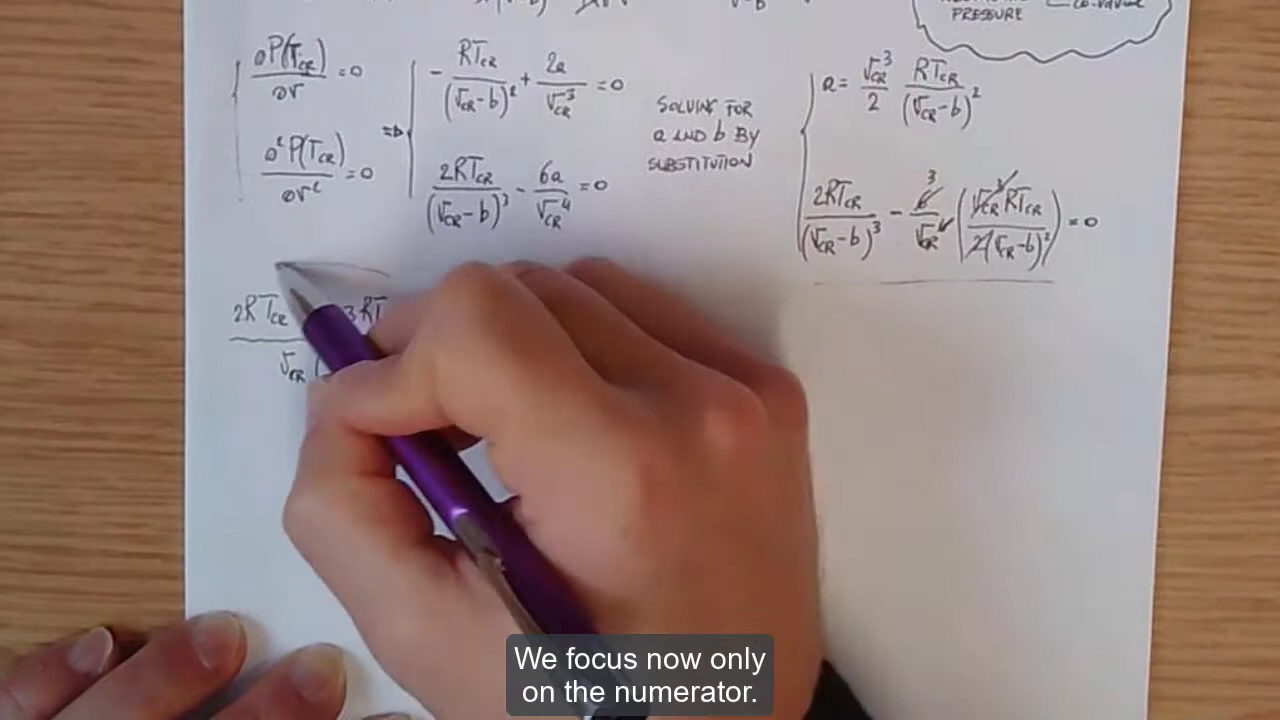 PRESSURE
∂P(T_CR)/∂v = 0
∂²P(T_CR)/∂v² = 0
⇒
- RT_CR/(v_CR - b)² + 2a/v_CR³ = 0
2RT_CR/(v_CR - b)³ - 6a/v_CR⁴ = 0
SOLVING FOR
a AND b BY
SUBSTITUTION
a = v_CR³/2 RT_CR/(v_CR - b)²
2RT_CR/(v_CR - b)³ - 6 3/v_CR⁴ (v_CR³ RT_CR/2(v_CR - b)²) = 0
2RT_CR 3RT
v_CR (
We focus now only
on the numerator.